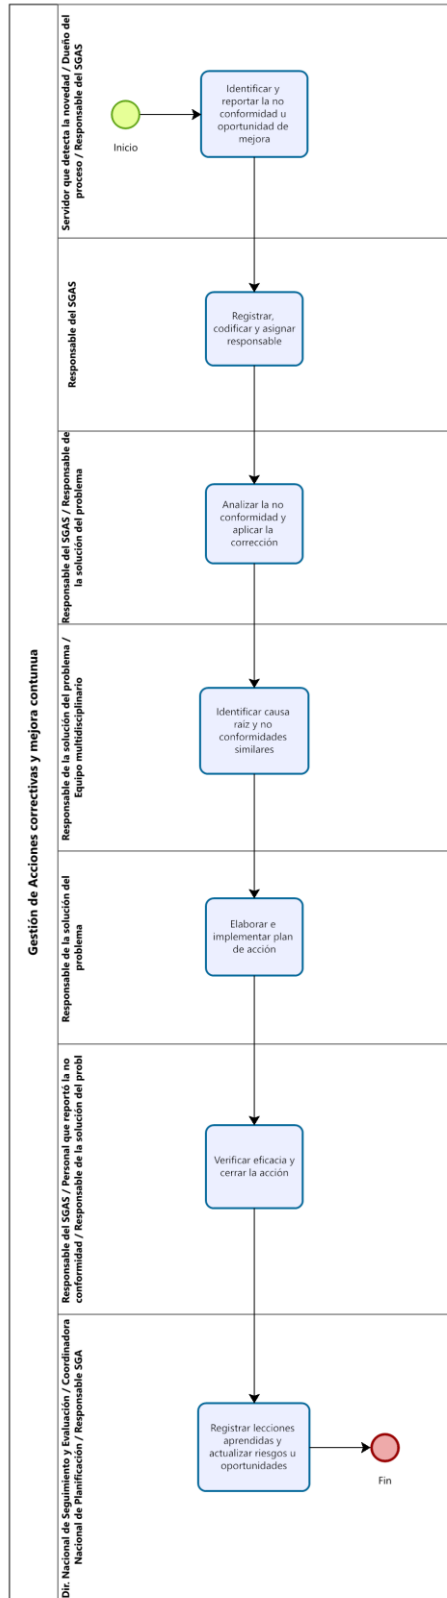 Gestión de Acciones correctivas y mejora contunua
Servidor que detecta la novedad / Dueño del
proceso / Responsable del SGAS
Inicio
Identificar y
reportar la no
conformidad u
oportunidad de
mejora
Responsable del SGAS
Registrar,
codificar y asignar
responsable
Responsable del SGAS / Responsable de
la solución del problema
Analizar la no
conformidad y
aplicar la
corrección
Responsable de la solución del problema /
Equipo multidisciplinario
Identificar causa
raíz y no
conformidades
similares
Responsable de la solución del
problema
Elaborar e
implementar plan
de acción
Responsable del SGAS / Personal que reportó la no
conformidad / Responsable de la solución del probl
Verificar eficacia y
cerrar la acción
Dir. Nacional de Seguimiento y Evaluación / Coordinadora
Nacional de Planificación / Responsable SGA
Registrar lecciones
aprendidas y
actualizar riesgos u
oportunidades
Fin